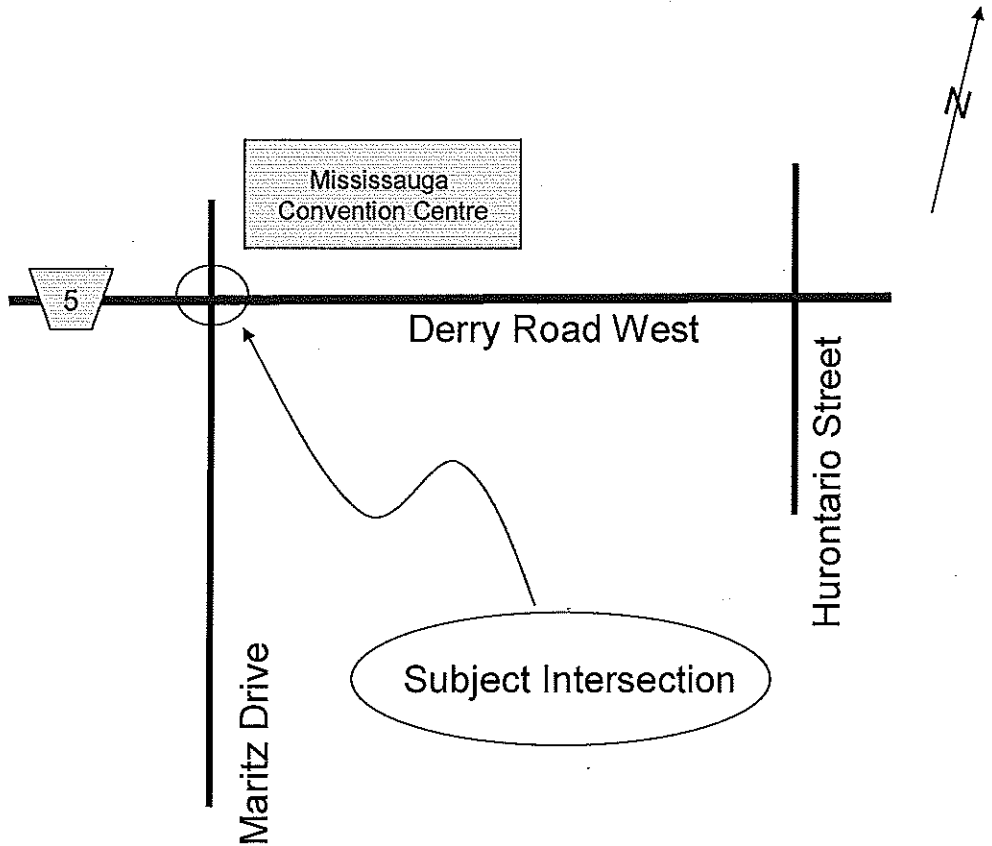 N
Mississauga
Convention Centre
5
Derry Road West
Hurontario Street
Maritz Drive
Subject Intersection